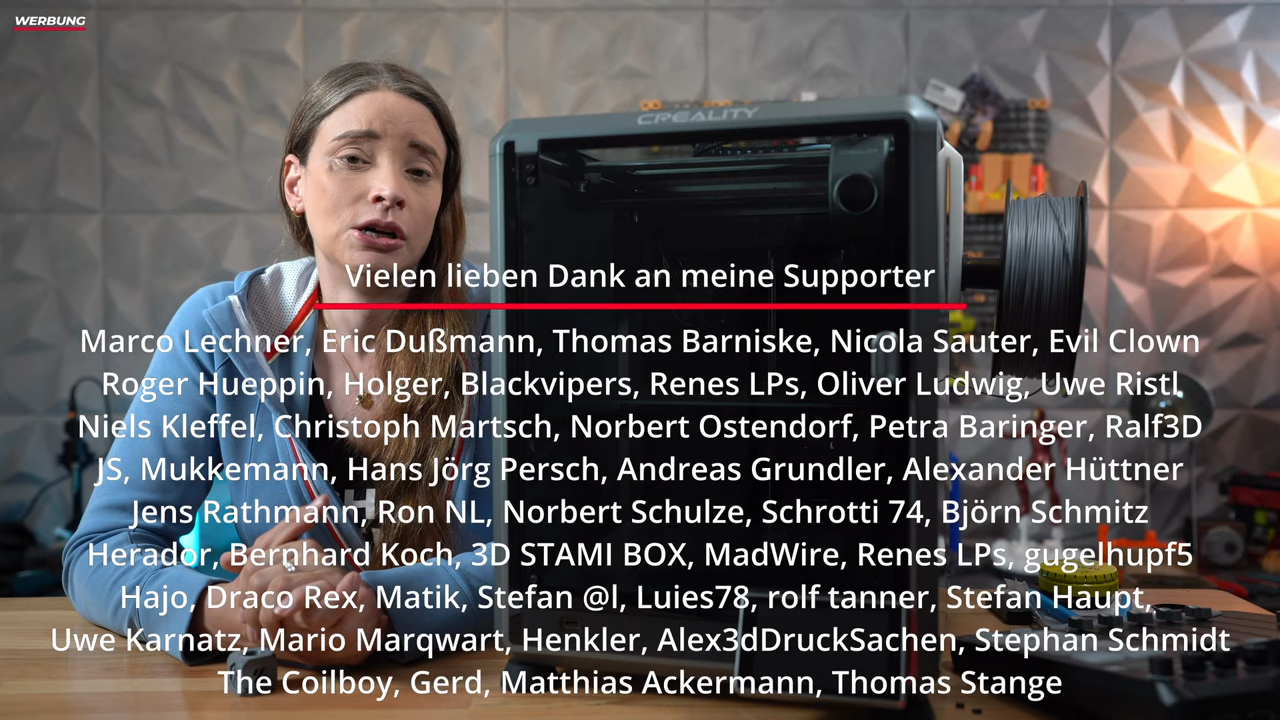 WERBUNG
CREALITY
CREALITY
Vielen lieben Dank an meine Supporter
Marco Lechner, Eric Dußmann, Thomas Barniske, Nicola Sauter, Evil Clown
Roger Hueppin, Holger, Blackvipers, Renes LPs, Oliver Ludwig, Uwe Ristl
Niels Kleffel, Christoph Martsch, Norbert Ostendorf, Petra Baringer, Ralf3D
JS, Mukkemann, Hans Jörg Persch, Andreas Grundler, Alexander Hüttner
Jens Rathmann, Ron NL, Norbert Schulze, Schrotti 74, Björn Schmitz
Herador, Bernhard Koch, 3D STAMI BOX, MadWire, Renes LPs, gugelhupf5
Hajo, Draco Rex, Matik, Stefan @l, Luies78, rolf tanner, Stefan Haupt,
Uwe Karnatz, Mario Marqwart, Henkler, Alex3dDruckSachen, Stephan Schmidt
The Coilboy, Gerd, Matthias Ackermann, Thomas Stange